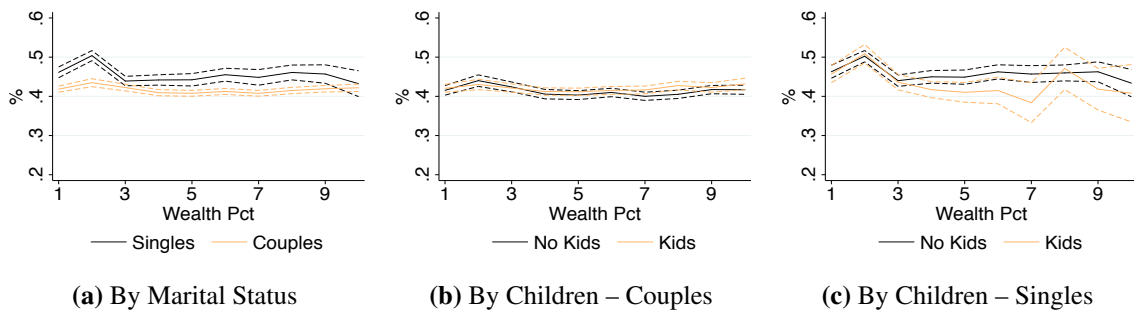 .6
.5
.4
.3
.2
%
1 3 5 7 9
Wealth Pct
Singles Couples
(a) By Marital Status
.6
.5
.4
.3
.2
%
1 3 5 7 9
Wealth Pct
No Kids Kids
(b) By Children – Couples
.6
.5
.4
.3
.2
%
1 3 5 7 9
Wealth Pct
No Kids Kids
(c) By Children – Singles